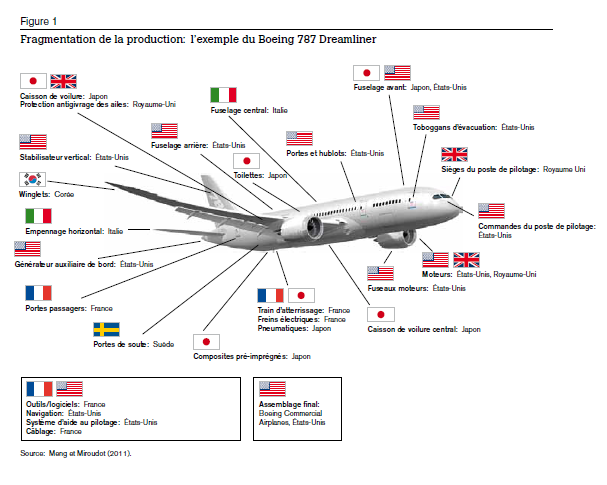 Figure 1
Fragmentation de la production: l'exemple du Boeing 787 Dreamliner
Caisson de voilure: Japon
Protection antigivrage des ailes: Royaume-Uni
Fuselage central: Italie
Fuselage avant: Japon, États-Unis
Toboggans d'évacuation: États-Unis
Fuselage arrière: États-Unis
Portes et hublots: États-Unis
Stabilisateur vertical: États-Unis
Toilettes: Japon
Sièges du poste de pilotage: Royaume Uni
Winglets: Corée
Commandes du poste de pilotage:
États-Unis
Empennage horizontal: Italie
Générateur auxiliaire de bord: États-Unis
Moteurs: États-Unis, Royaume-Uni
Fuseaux moteurs: États-Unis
Portes passagers: France
Train d'atterrissage: France
Freins électriques: France
Pneumatiques: Japon
Caisson de voilure central: Japon
Portes de soute: Suède
Composites pré-imprégnés: Japon
Outils/logiciels: France
Navigation: États-Unis
Système d'aide au pilotage: États-Unis
Câblage: France
Assemblage final:
Boeing Commercial
Airplanes, États-Unis
Source: Meng et Miroudot (2011).